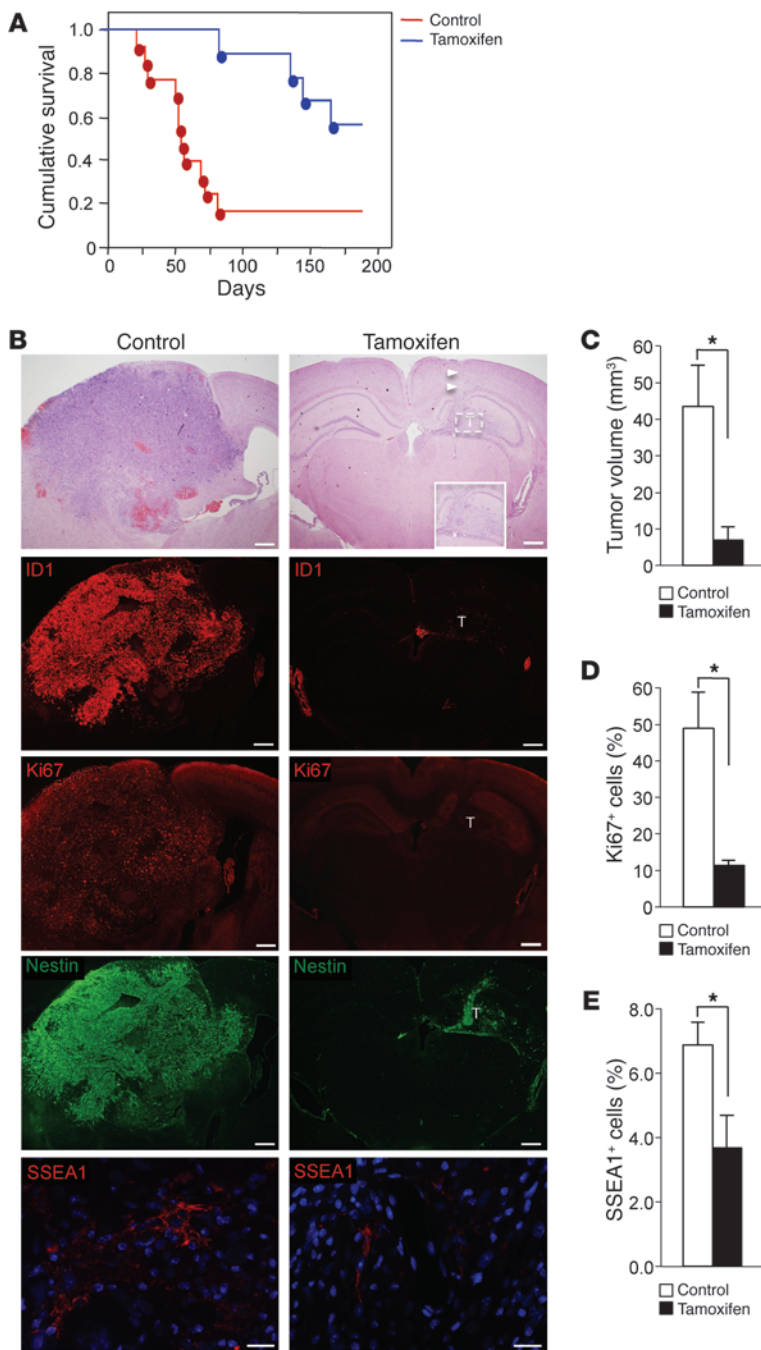 A
Control
Tamoxifen
Cumulative survival
1.0
0.8
0.6
0.4
0.2
0
0 50 100 150 200
Days
B
Control Tamoxifen
T
ID1 ID1
T
Ki67 Ki67
T
Nestin Nestin
T
SSEA1 SSEA1
C
Tumor volume (mm³)
60
50
40
30
20
10
0
*
Control
Tamoxifen
D
Ki67⁺ cells (%)
60
50
40
30
20
10
0
*
Control
Tamoxifen
E
SSEA1⁺ cells (%)
8.0
6.0
4.0
2.0
0.0
*
Control
Tamoxifen